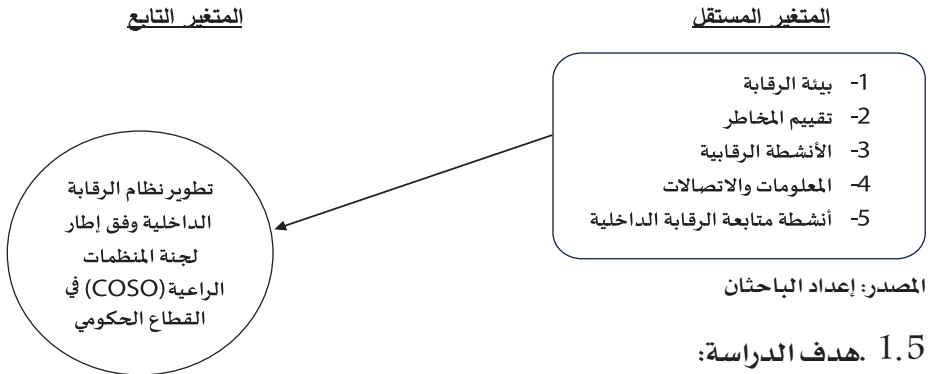 المتغير المستقل
المتغير التابع
1- بيئة الرقابة
2- تقييم المخاطر
3- الأنشطة الرقابية
4- المعلومات والاتصالات
5- أنشطة متابعة الرقابة الداخلية
تطوير نظام الرقابة
الداخلية وفق إطار
لجنة المنظمات
الراعية (COSO) في
القطاع الحكومي
المصدر: إعداد الباحثان
1.5 .هدف الدراسة: